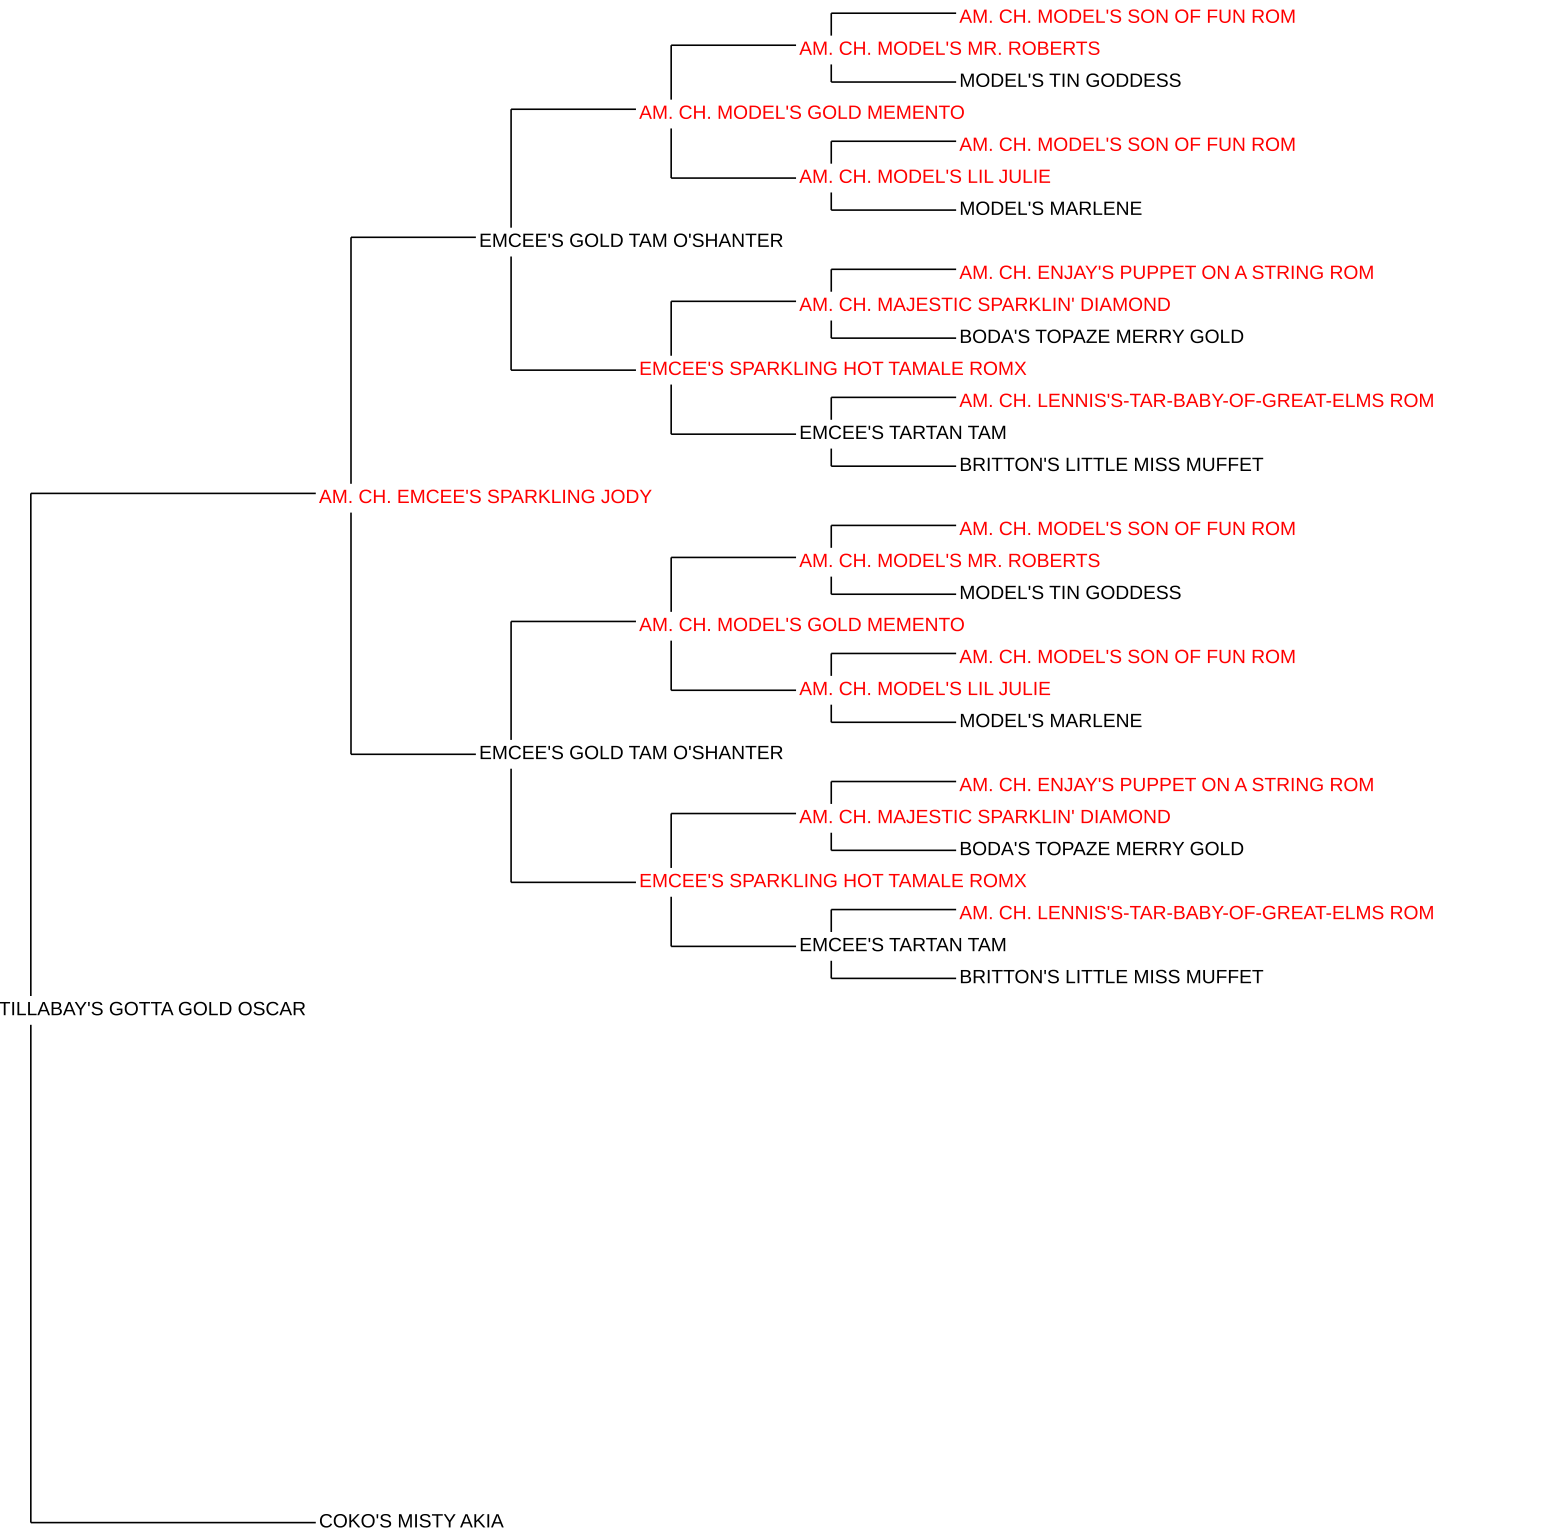 AM. CH. MODEL'S SON OF FUN ROM
AM. CH. MODEL'S MR. ROBERTS
MODEL'S TIN GODDESS
AM. CH. MODEL'S GOLD MEMENTO
AM. CH. MODEL'S SON OF FUN ROM
AM. CH. MODEL'S LIL JULIE
MODEL'S MARLENE
EMCEE'S GOLD TAM O'SHANTER
AM. CH. ENJAY'S PUPPET ON A STRING ROM
AM. CH. MAJESTIC SPARKLIN' DIAMOND
BODA'S TOPAZE MERRY GOLD
EMCEE'S SPARKLING HOT TAMALE ROMX
AM. CH. LENNIS'S-TAR-BABY-OF-GREAT-ELMS ROM
EMCEE'S TARTAN TAM
BRITTON'S LITTLE MISS MUFFET
AM. CH. EMCEE'S SPARKLING JODY
AM. CH. MODEL'S SON OF FUN ROM
AM. CH. MODEL'S MR. ROBERTS
MODEL'S TIN GODDESS
AM. CH. MODEL'S GOLD MEMENTO
AM. CH. MODEL'S SON OF FUN ROM
AM. CH. MODEL'S LIL JULIE
MODEL'S MARLENE
EMCEE'S GOLD TAM O'SHANTER
AM. CH. ENJAY'S PUPPET ON A STRING ROM
AM. CH. MAJESTIC SPARKLIN' DIAMOND
BODA'S TOPAZE MERRY GOLD
EMCEE'S SPARKLING HOT TAMALE ROMX
AM. CH. LENNIS'S-TAR-BABY-OF-GREAT-ELMS ROM
EMCEE'S TARTAN TAM
BRITTON'S LITTLE MISS MUFFET
TILLABAY'S GOTTA GOLD OSCAR
COKO'S MISTY AKIA